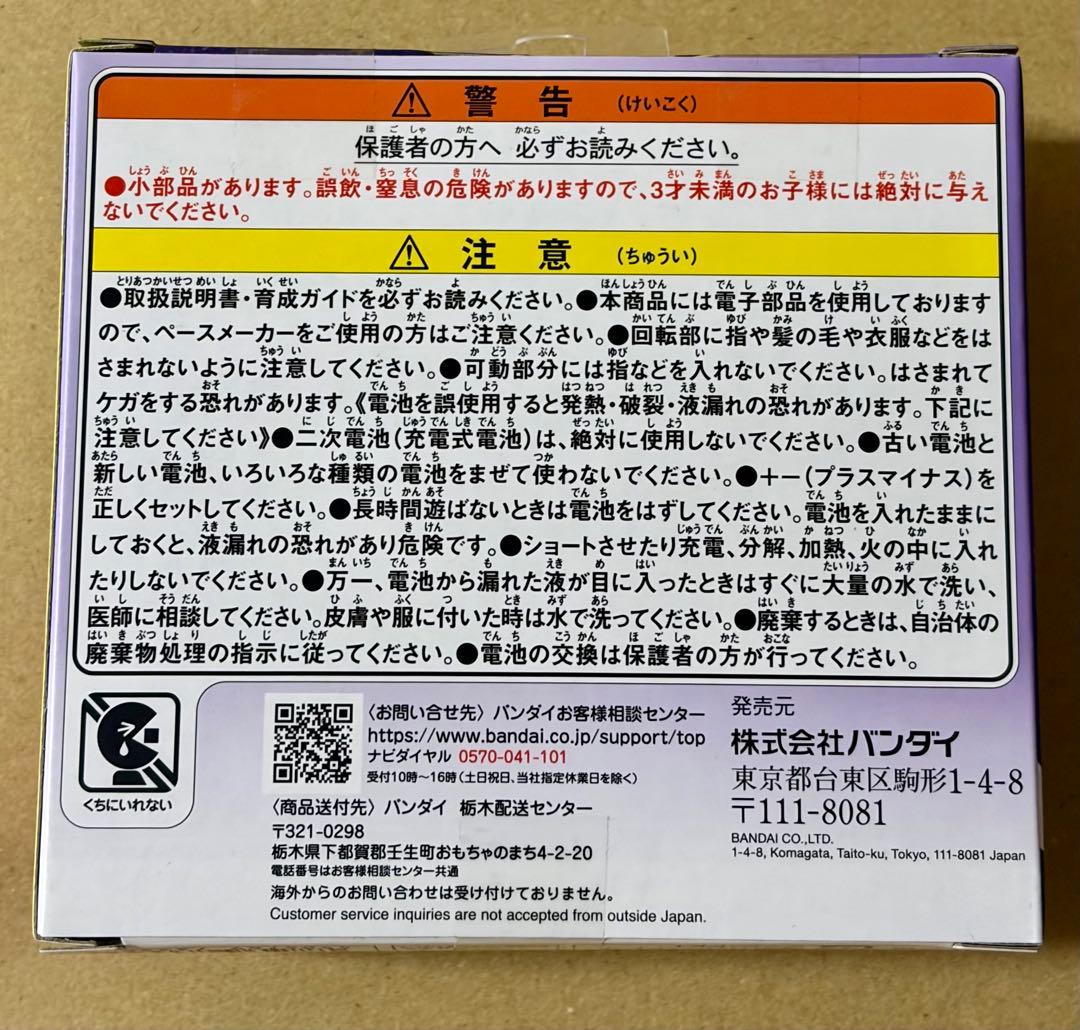 ⚠ 警告 (けいこく)
保護者の方へ 必ずお読みください。
●小部品があります。誤飲・窒息の危険がありますので、3才未満のお子様には絶対に与え
ないでください。
⚠ 注意 (ちゅうい)
●取扱説明書・育成ガイドを必ずお読みください。●本商品には電子部品を使用しております
ので、ペースメーカーをご使用の方はご注意ください。●回転部に指や髪の毛や衣服などをは
さまれないように注意してください。●可動部分には指などを入れないでください。はさまれて
ケガをする恐れがあります。《電池を誤使用すると発熱・破裂・液漏れの恐れがあります。下記に
注意してください》●二次電池(充電式電池)は、絶対に使用しないでください。●古い電池と
新しい電池、いろいろな種類の電池をまぜて使わないでください。●+-(プラスマイナス)を
正しくセットしてください。●長時間遊ばないときは電池をはずしてください。電池を入れたままに
しておくと、液漏れの恐れがあり危険です。●ショートさせたり充電、分解、加熱、火の中に入れ
たりしないでください。●万一、電池から漏れた液が目に入ったときはすぐに大量の水で洗い、
医師に相談してください。皮膚や服に付いた時は水で洗ってください。●廃棄するときは、自治体の
廃棄物処理の指示に従ってください。●電池の交換は保護者の方が行ってください。
くちにいれない
〈お問い合せ先〉バンダイお客様相談センター
https://www.bandai.co.jp/support/top
ナビダイヤル 0570-041-101
受付10時～16時(土日祝日、当社指定休業日を除く)
〈商品送付先〉バンダイ 栃木配送センター
〒321-0298
栃木県下都賀郡壬生町おもちゃのまち4-2-20
電話番号はお客様相談センター共通
海外からのお問い合わせは受け付けておりません。
Customer service inquiries are not accepted from outside Japan.
発売元
株式会社バンダイ
東京都台東区駒形1-4-8
〒111-8081
BANDAI CO.,LTD.
1-4-8, Komagata, Taito-ku, Tokyo, 111-8081 Japan